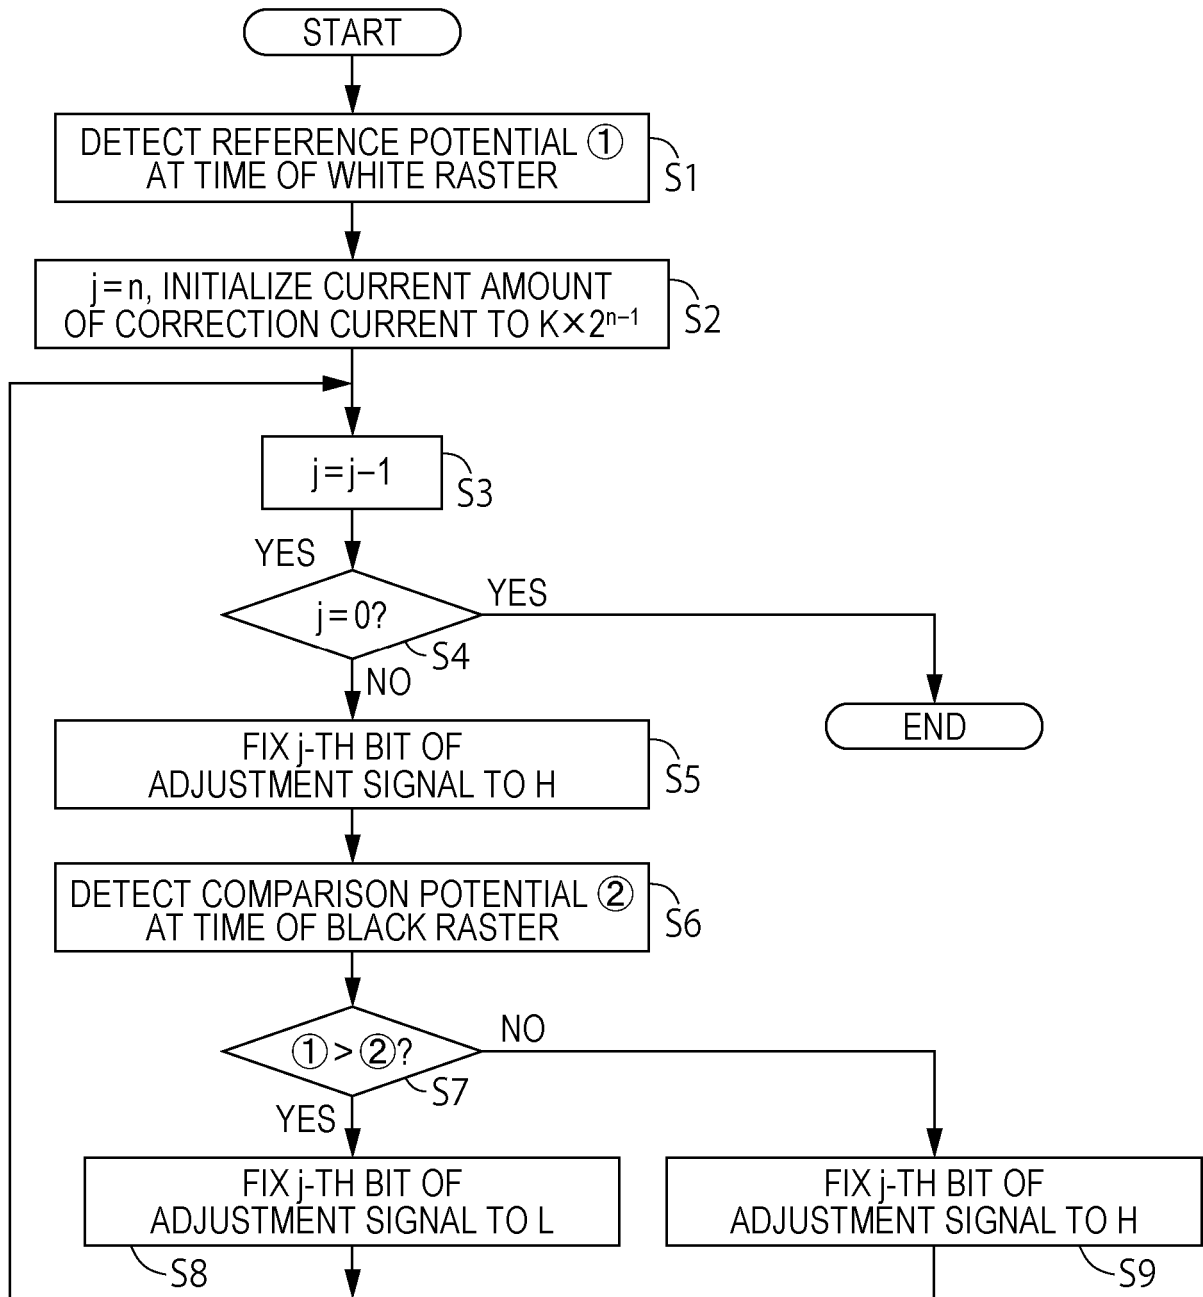 START
DETECT REFERENCE POTENTIAL ①
AT TIME OF WHITE RASTER
S1
j=n, INITIALIZE CURRENT AMOUNT
OF CORRECTION CURRENT TO K×2ⁿ⁻¹
S2
j=j−1
S3
YES
j=0?
YES
S4
NO
END
FIX j-TH BIT OF
ADJUSTMENT SIGNAL TO H
S5
DETECT COMPARISON POTENTIAL ②
AT TIME OF BLACK RASTER
S6
①>②?
NO
S7
YES
FIX j-TH BIT OF
ADJUSTMENT SIGNAL TO L
S8
FIX j-TH BIT OF
ADJUSTMENT SIGNAL TO H
S9